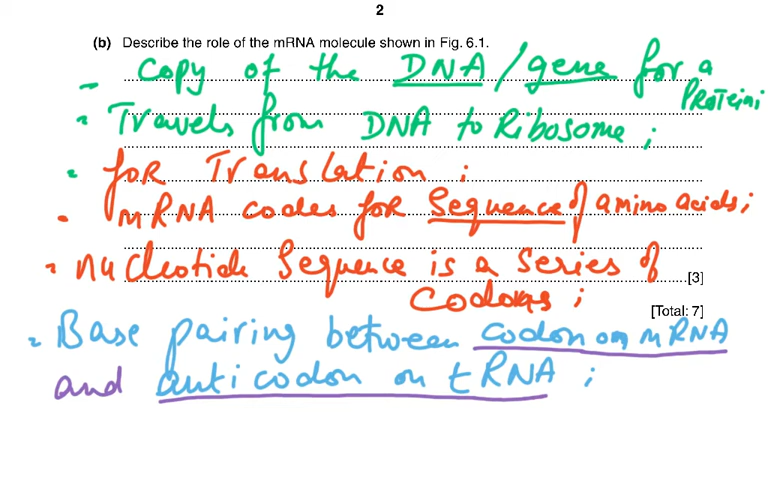 2
(b) Describe the role of the mRNA molecule shown in Fig. 6.1.
- Copy of the DNA/gene for a
Protein;
- Travels from DNA to Ribosome;
- for Translation;
- mRNA codes for Sequence of amino acids;
- nucleotide Sequence is a Series of
[3]
Codons;
[Total: 7]
- Base pairing between codon on mRNA
and anticodon on tRNA;